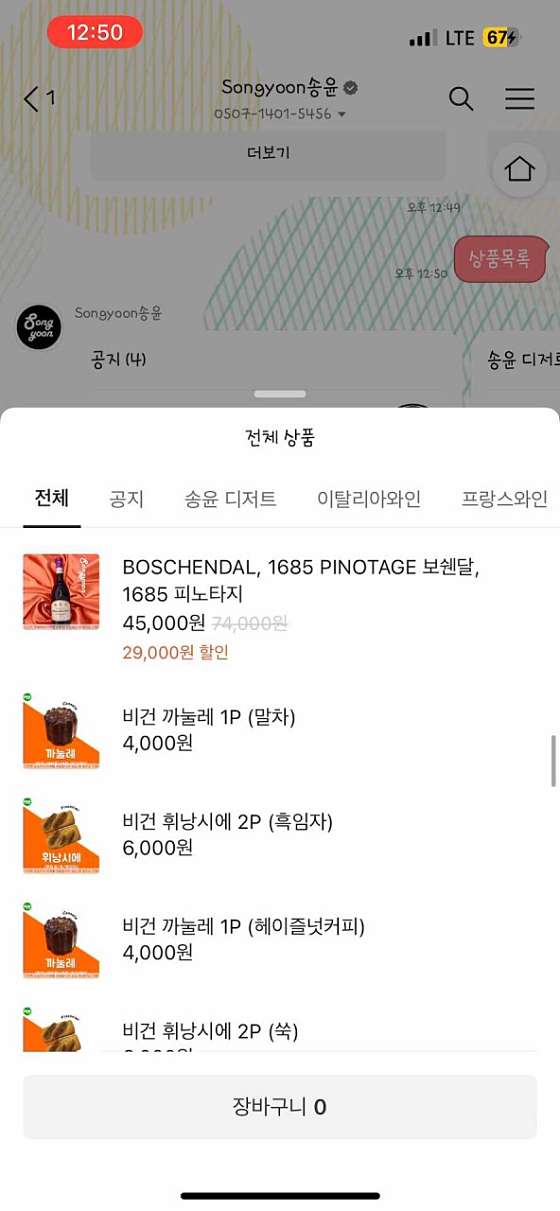 12:50
LTE 67
1
Songyoon송윤
0507-1401-5456
더보기
오후 12:49
상품목록
오후 12:50
Song
yoon
Songyoon송윤
공지 (4)
송윤 디저트
전체 상품
전체 공지 송윤 디저트 이탈리아와인 프랑스와인
Songyoon
BOSCHENDAL, 1685 PINOTAGE 보쉔달,
1685 피노타지
45,000원 74,000원
29,000원 할인
까눌레
비건 까눌레 1P (말차)
4,000원
휘낭시에
비건 휘낭시에 2P (흑임자)
6,000원
까눌레
비건 까눌레 1P (헤이즐넛커피)
4,000원
비건 휘낭시에 2P (쑥)
장바구니 0